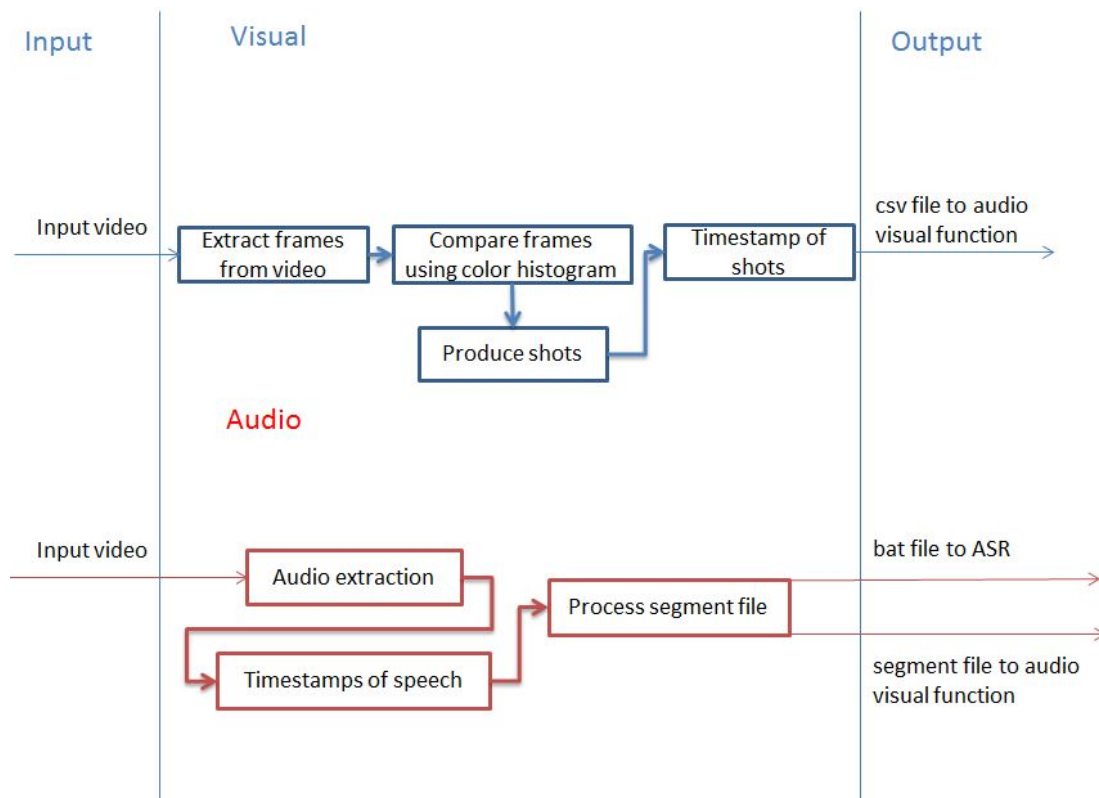 Input
Visual
Output
Input video
Extract frames
from video
Compare frames
using color histogram
Produce shots
Timestamp of
shots
csv file to audio
visual function
Audio
Input video
Audio extraction
Timestamps of speech
Process segment file
bat file to ASR
segment file to audio
visual function